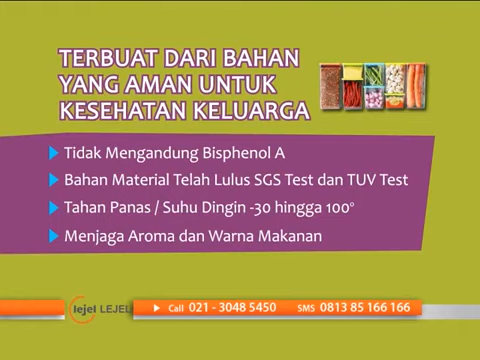 TERBUAT DARI BAHAN
YANG AMAN UNTUK
KESEHATAN KELUARGA
Tidak Mengandung Bisphenol A
Bahan Material Telah Lulus SGS Test dan TUV Test
Tahan Panas / Suhu Dingin -30 hingga 100°
Menjaga Aroma dan Warna Makanan
lejel LEJEL Call 021 - 3048 5450 SMS 0813 85 166 166